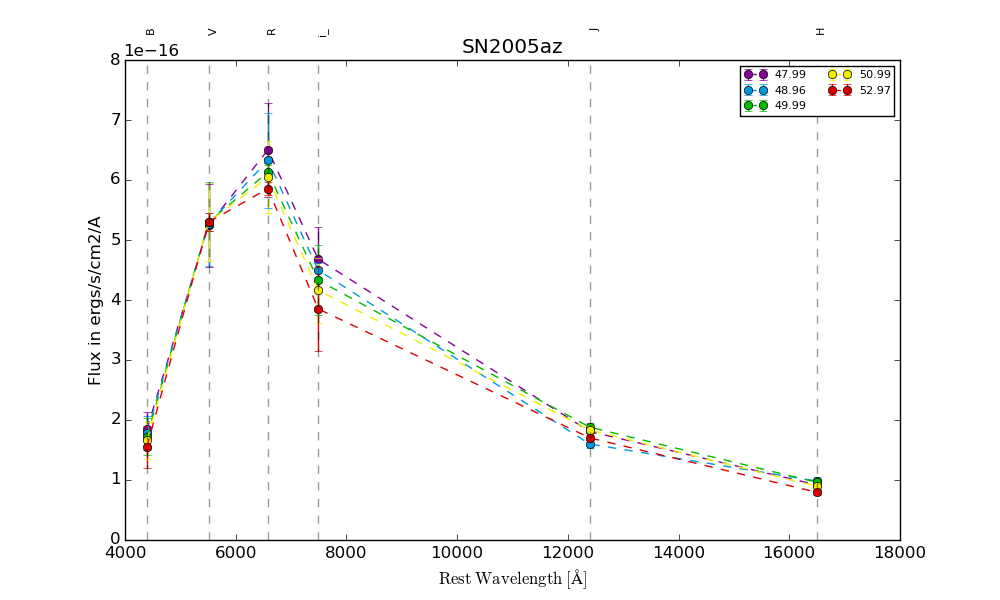 B V R i_ J H
1e−16 SN2005az
8
7
6
5
4
3
2
1
0
Flux in ergs/s/cm2/A
47.99 50.99
48.96 52.97
49.99
4000 6000 8000 10000 12000 14000 16000 18000
Rest Wavelength [Å]